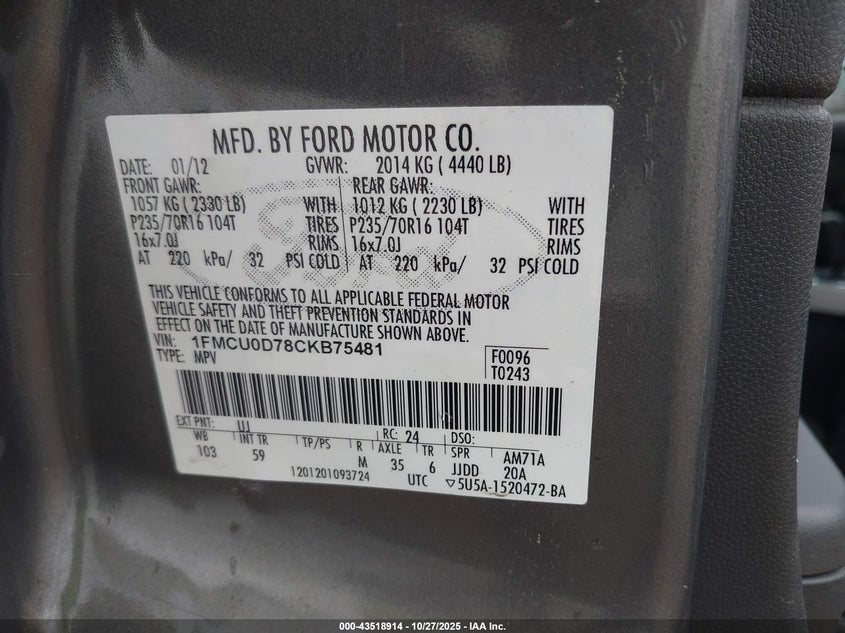 MFD. BY FORD MOTOR CO.
DATE: 01/12 GVWR: 2014 KG ( 4440 LB)
FRONT GAWR: REAR GAWR:
1057 KG ( 2330 LB) WITH 1012 KG ( 2230 LB) WITH
P235/70R16 104T TIRES P235/70R16 104T TIRES
16x7.0J RIMS 16x7.0J RIMS
AT 220 kPa/ 32 PSI COLD AT 220 kPa/ 32 PSI COLD
THIS VEHICLE CONFORMS TO ALL APPLICABLE FEDERAL MOTOR
VEHICLE SAFETY AND THEFT PREVENTION STANDARDS IN
EFFECT ON THE DATE OF MANUFACTURE SHOWN ABOVE.
VIN: 1FMCU0D78CKB75481
TYPE: MPV
F0096
T0243
EXT PNT: UJ RC: 24 DSO:
WB INT TR TP/PS R AXLE TR SPR AM71A
103 59 M 35 6 JJDD 20A
1201201093724 UTC ▽5U5A-1520472-BA
000-43518914 - 10/27/2025 - IAA Inc.